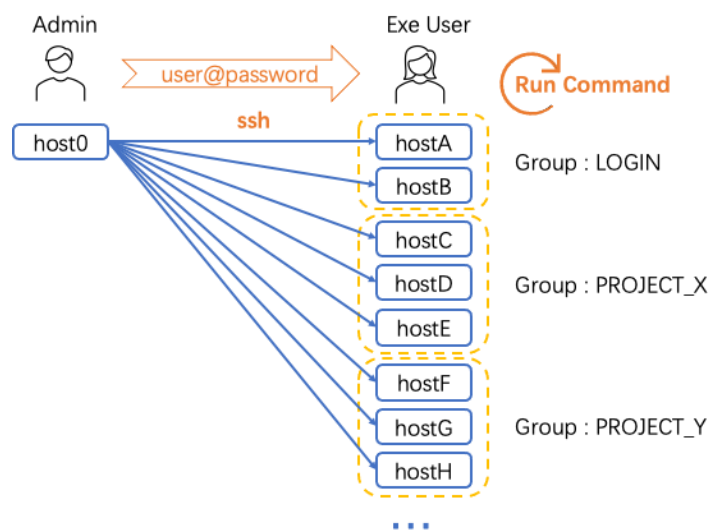 Admin
Exe User
user@password
Run Command
ssh
host0
hostA
hostB
Group : LOGIN
hostC
hostD
hostE
Group : PROJECT_X
hostF
hostG
hostH
Group : PROJECT_Y
...